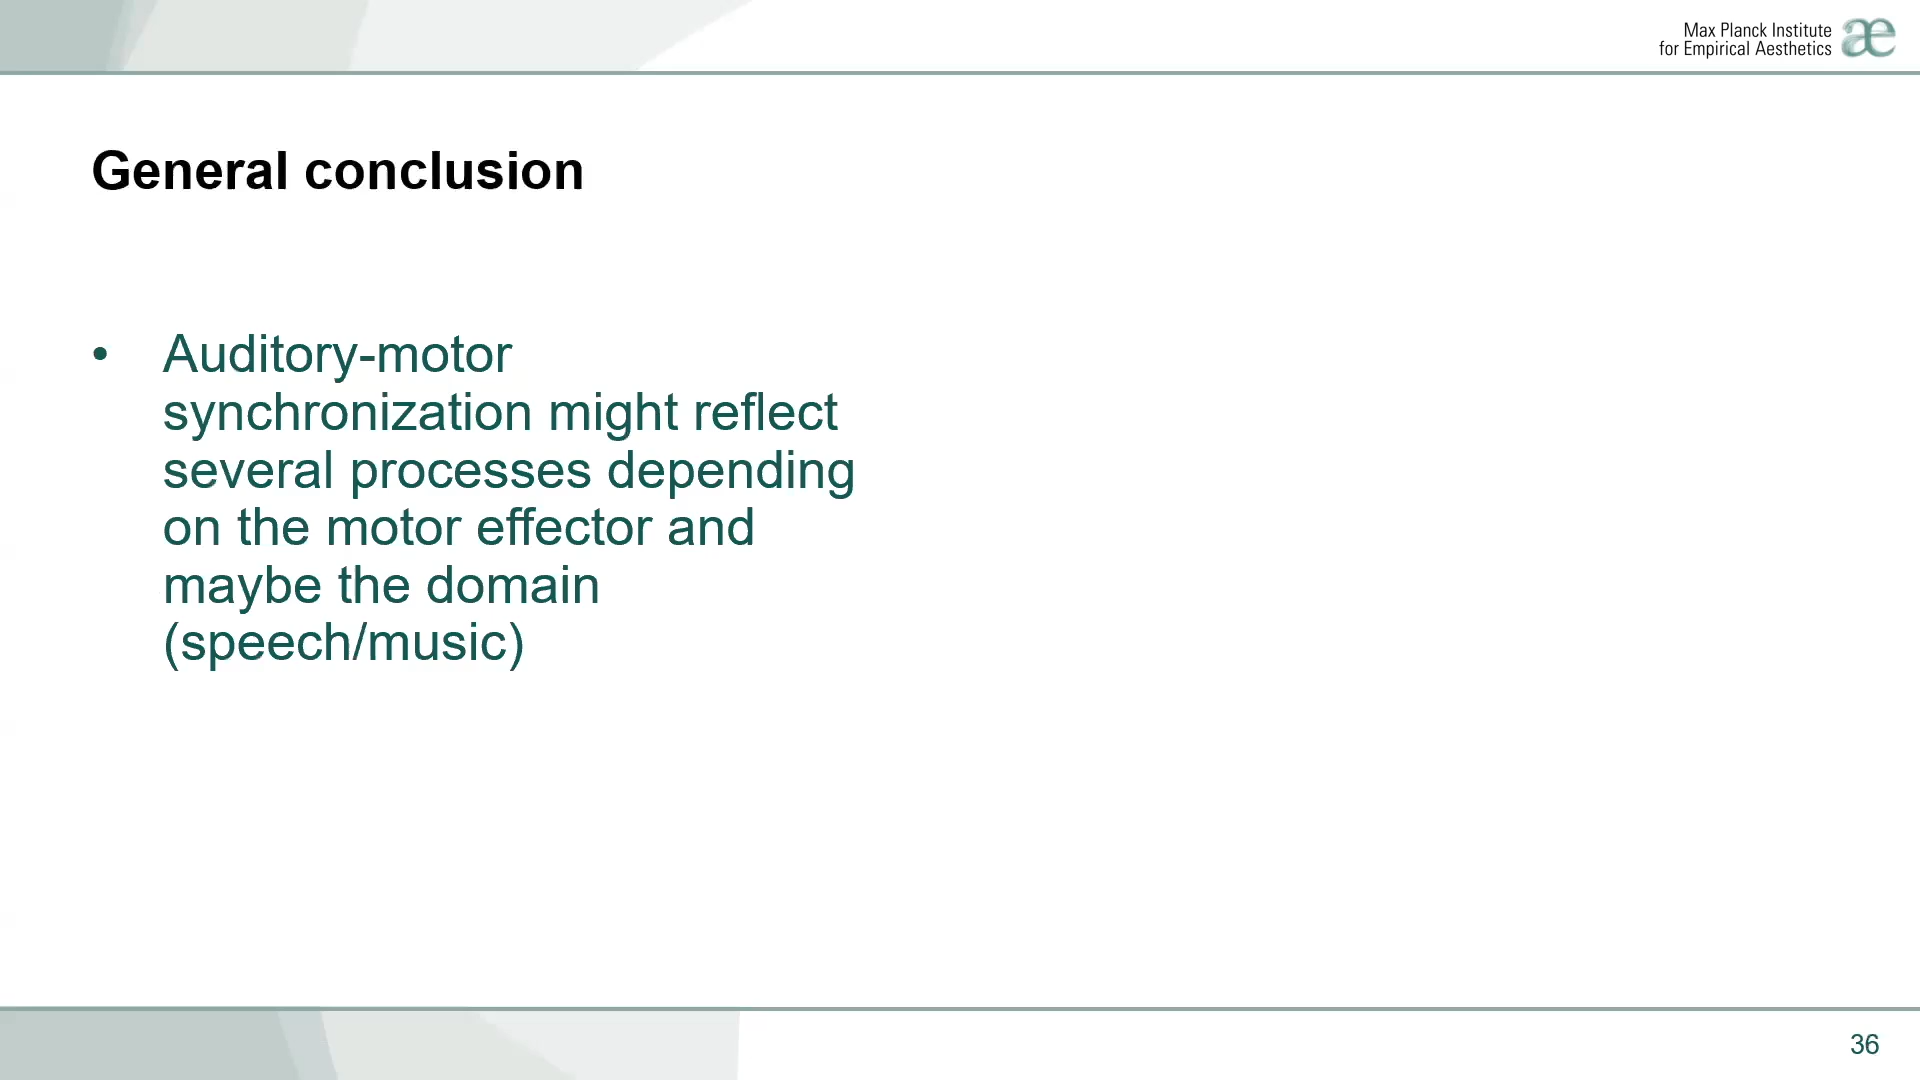 Max Planck Institute
for Empirical Aesthetics
æ
General conclusion
• Auditory-motor
synchronization might reflect
several processes depending
on the motor effector and
maybe the domain
(speech/music)
36